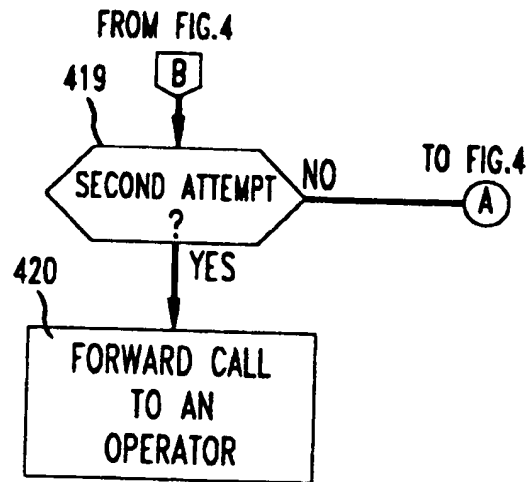 FROM FIG.4
B
419
SECOND ATTEMPT
?
NO
TO FIG.4
A
YES
420
FORWARD CALL
TO AN
OPERATOR